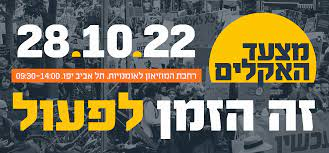 מצעד
האקלים
28.10.22
רחבת המוזיאון לאומנויות. תל אביב יפו. 09:30-14:00
זה הזמן לפעול